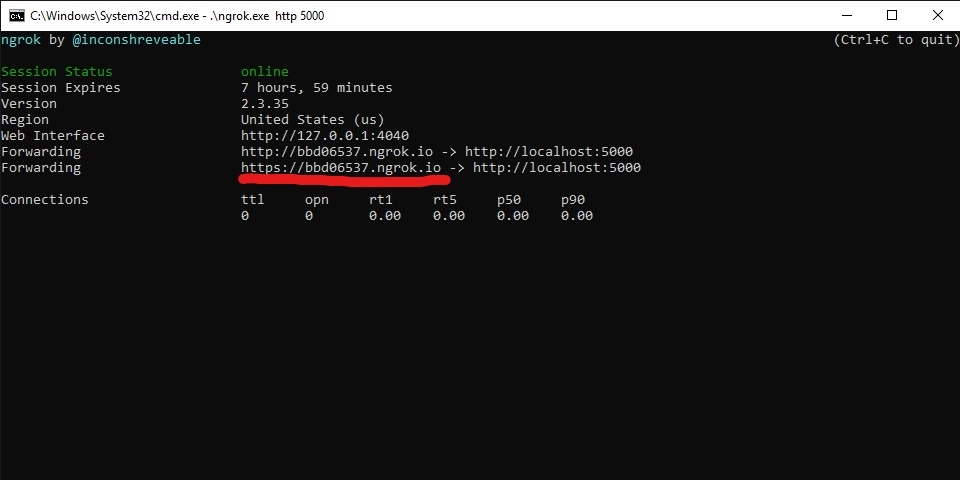 C:\Windows\System32\cmd.exe - .\ngrok.exe  http 5000
ngrok by @inconshreveable (Ctrl+C to quit)
Session Status online
Session Expires 7 hours, 59 minutes
Version 2.3.35
Region United States (us)
Web Interface http://127.0.0.1:4040
Forwarding http://bbd06537.ngrok.io -> http://localhost:5000
Forwarding https://bbd06537.ngrok.io -> http://localhost:5000
Connections ttl opn rt1 rt5 p50 p90
0 0 0.00 0.00 0.00 0.00